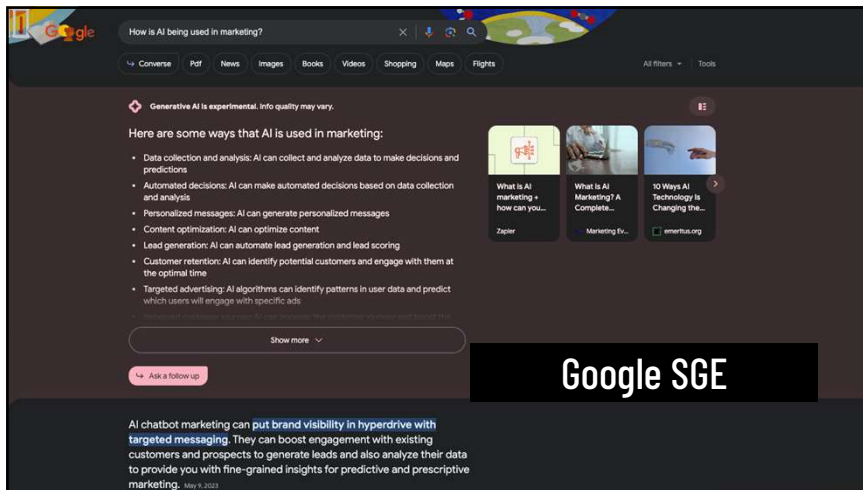 Google
How is AI being used in marketing?
Converse Pdf News Images Books Videos Shopping Maps Flights All filters Tools
Generative AI is experimental. Info quality may vary.
Here are some ways that AI is used in marketing:
• Data collection and analysis: AI can collect and analyze data to make decisions and
predictions
• Automated decisions: AI can make automated decisions based on data collection
and analysis
• Personalized messages: AI can generate personalized messages
• Content optimization: AI can optimize content
• Lead generation: AI can automate lead generation and lead scoring
• Customer retention: AI can identify potential customers and engage with them at
the optimal time
• Targeted advertising: AI algorithms can identify patterns in user data and predict
which users will engage with specific ads
Show more
Ask a follow up
What is AI
marketing +
how can you...
Zapier
What is AI
Marketing? A
Complete...
Marketing Ev...
10 Ways AI
Technology Is
Changing the...
emeritus.org
Google SGE
AI chatbot marketing can put brand visibility in hyperdrive with
targeted messaging. They can boost engagement with existing
customers and prospects to generate leads and also analyze their data
to provide you with fine-grained insights for predictive and prescriptive
marketing. May 9, 2023